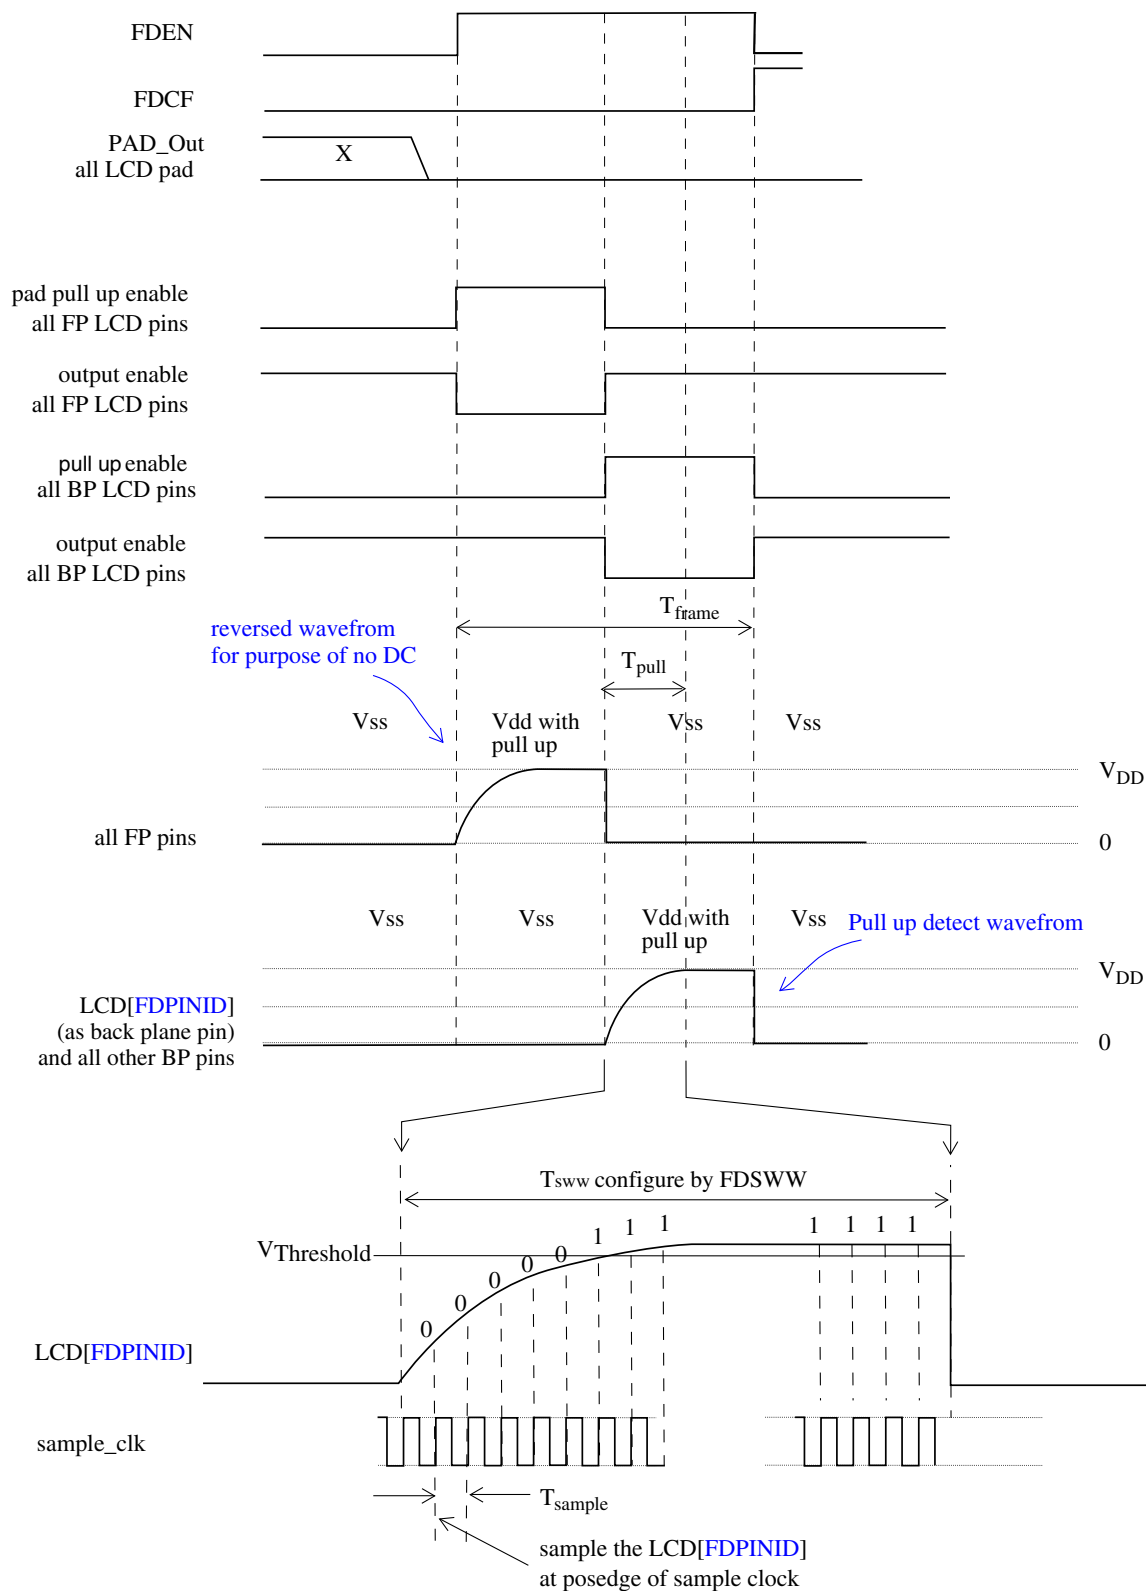 FDEN
FDCF
PAD_Out
all LCD pad
X
pad pull up enable
all FP LCD pins
output enable
all FP LCD pins
pull up enable
all BP LCD pins
output enable
all BP LCD pins
Tframe
reversed wavefrom
for purpose of no DC
Tpull
Vss
Vdd with
pull up
Vss
Vss
VDD
all FP pins
0
Vss
Vss
Vdd with
pull up
Vss
Pull up detect wavefrom
VDD
LCD[FDPINID]
(as back plane pin)
and all other BP pins
0
Tsww configure by FDSWW
VThreshold
0 0 0 0 0 1 1 1 1 1 1 1
LCD[FDPINID]
sample_clk
Tsample
sample the LCD[FDPINID]
at posedge of sample clock